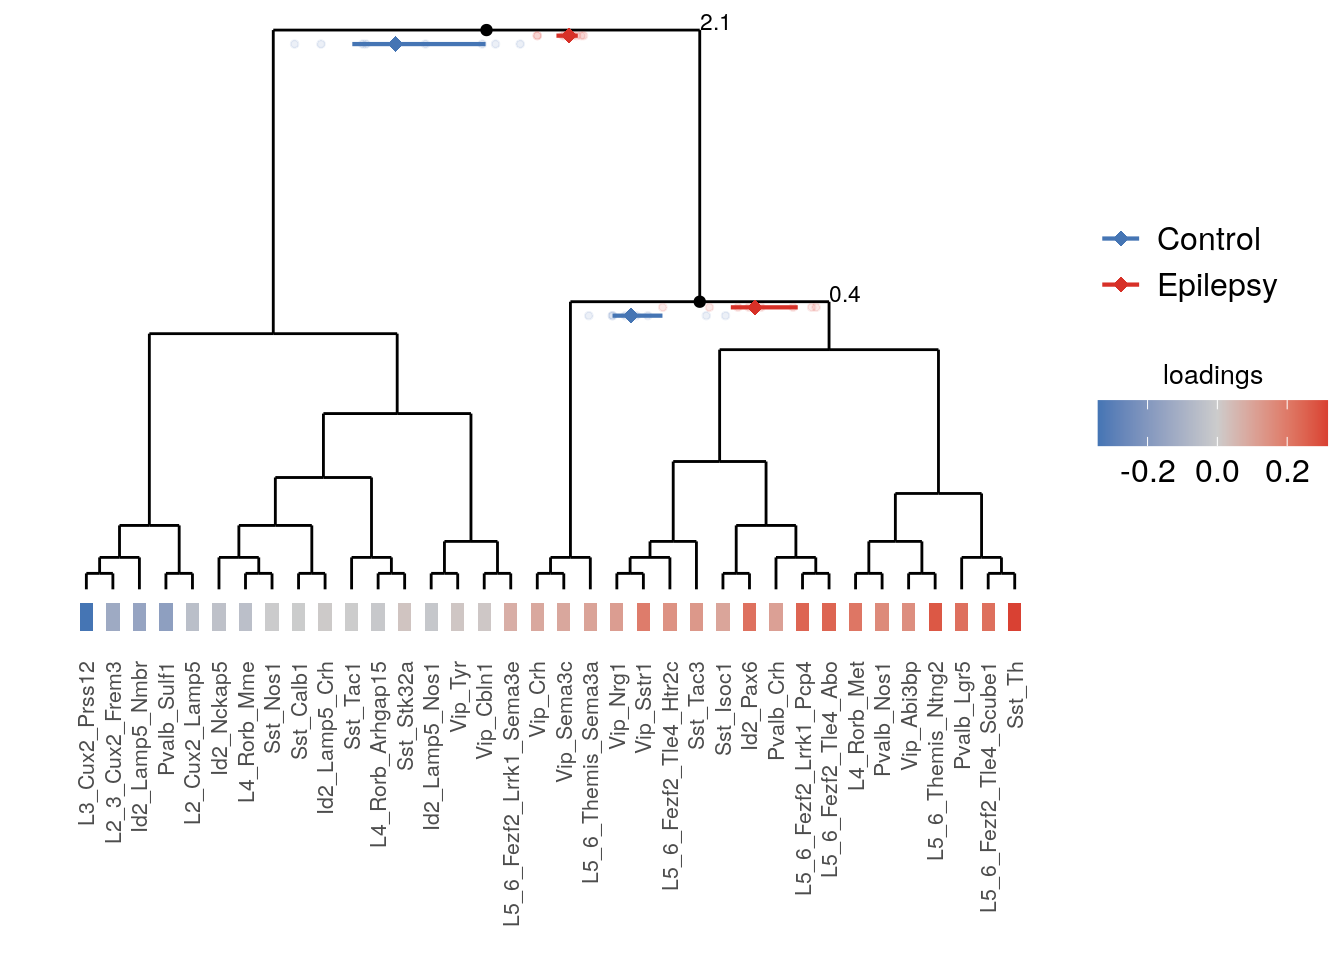 2.1
0.4
Control
Epilepsy
loadings
-0.2 0.0 0.2
L3_Cux2_Prss12
L2_3_Cux2_Frem3
Id2_Lamp5_Nmbr
Pvalb_Sulf1
L2_Cux2_Lamp5
Id2_Nckap5
L4_Rorb_Mme
Sst_Nos1
Sst_Calb1
Id2_Lamp5_Crh
Sst_Tac1
L4_Rorb_Arhgap15
Sst_Stk32a
Id2_Lamp5_Nos1
Vip_Tyr
Vip_Cbln1
L5_6_Fezf2_Lrrk1_Sema3e
Vip_Crh
Vip_Sema3c
L5_6_Themis_Sema3a
Vip_Nrg1
Vip_Sstr1
L5_6_Fezf2_Tle4_Htr2c
Sst_Tac3
Sst_Isoc1
Id2_Pax6
Pvalb_Crh
L5_6_Fezf2_Lrrk1_Pcp4
L5_6_Fezf2_Tle4_Abo
L4_Rorb_Met
Pvalb_Nos1
Vip_Abi3bp
L5_6_Themis_Ntng2
Pvalb_Lgr5
L5_6_Fezf2_Tle4_Scube1
Sst_Th